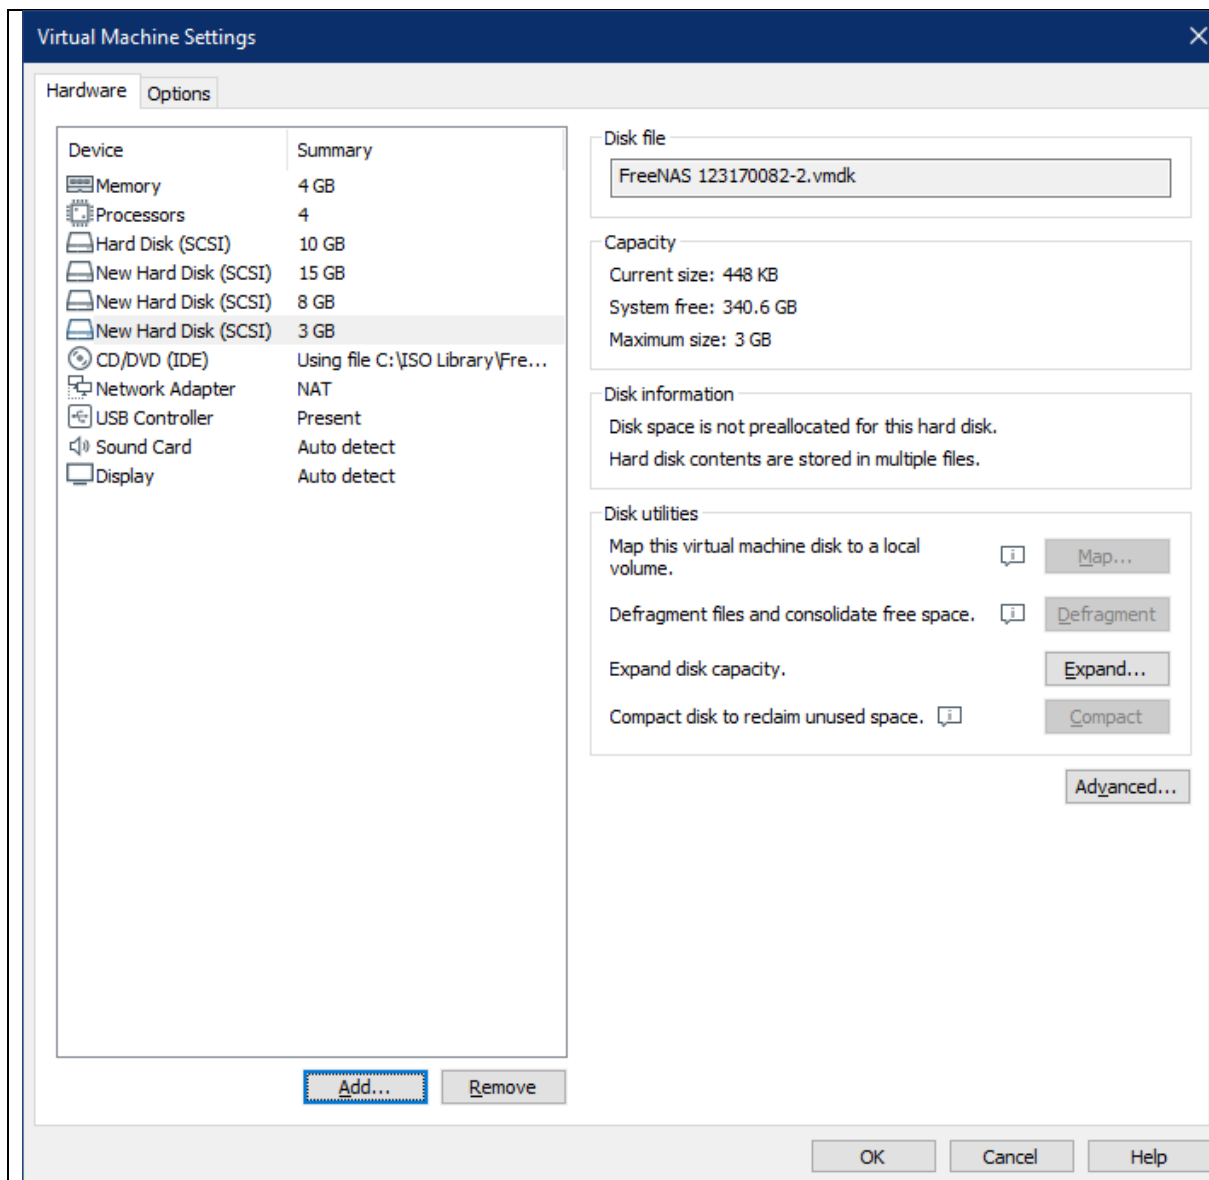 Virtual Machine Settings
Hardware Options
Device Summary
Memory 4 GB
Processors 4
Hard Disk (SCSI) 10 GB
New Hard Disk (SCSI) 15 GB
New Hard Disk (SCSI) 8 GB
New Hard Disk (SCSI) 3 GB
CD/DVD (IDE) Using file C:\ISO Library\Fre...
Network Adapter NAT
USB Controller Present
Sound Card Auto detect
Display Auto detect
Add... Remove
Disk file
FreeNAS 123170082-2.vmdk
Capacity
Current size: 448 KB
System free: 340.6 GB
Maximum size: 3 GB
Disk information
Disk space is not preallocated for this hard disk.
Hard disk contents are stored in multiple files.
Disk utilities
Map this virtual machine disk to a local
volume.
Map...
Defragment files and consolidate free space. Defragment
Expand disk capacity. Expand...
Compact disk to reclaim unused space. Compact
Advanced...
OK Cancel Help